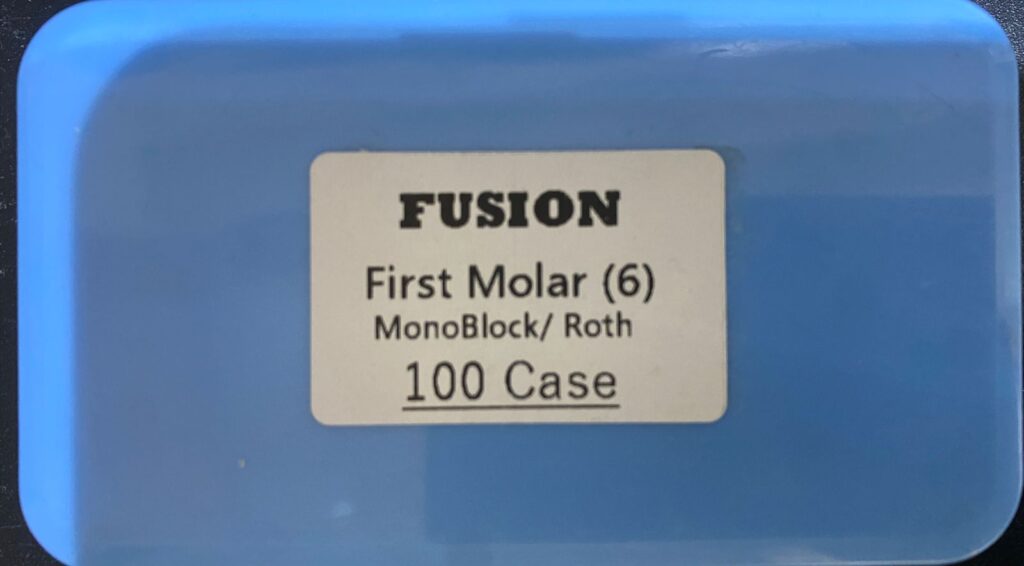 FUSION
First Molar (6)
MonoBlock/ Roth
100 Case